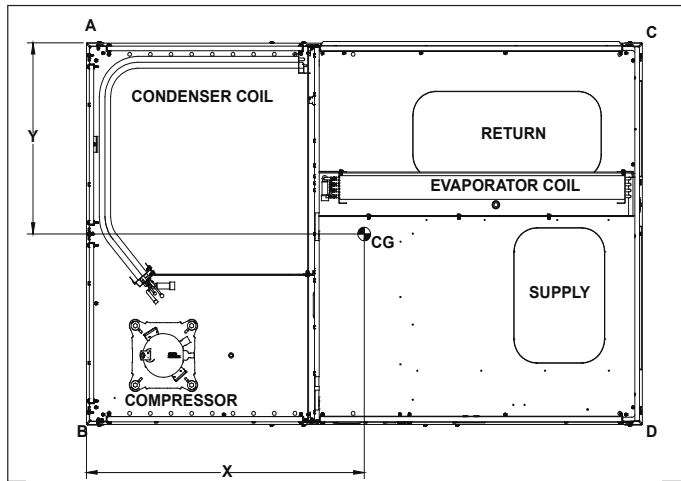 A
C
CONDENSER COIL
Y
RETURN
EVAPORATOR COIL
CG
SUPPLY
COMPRESSOR
B
D
X